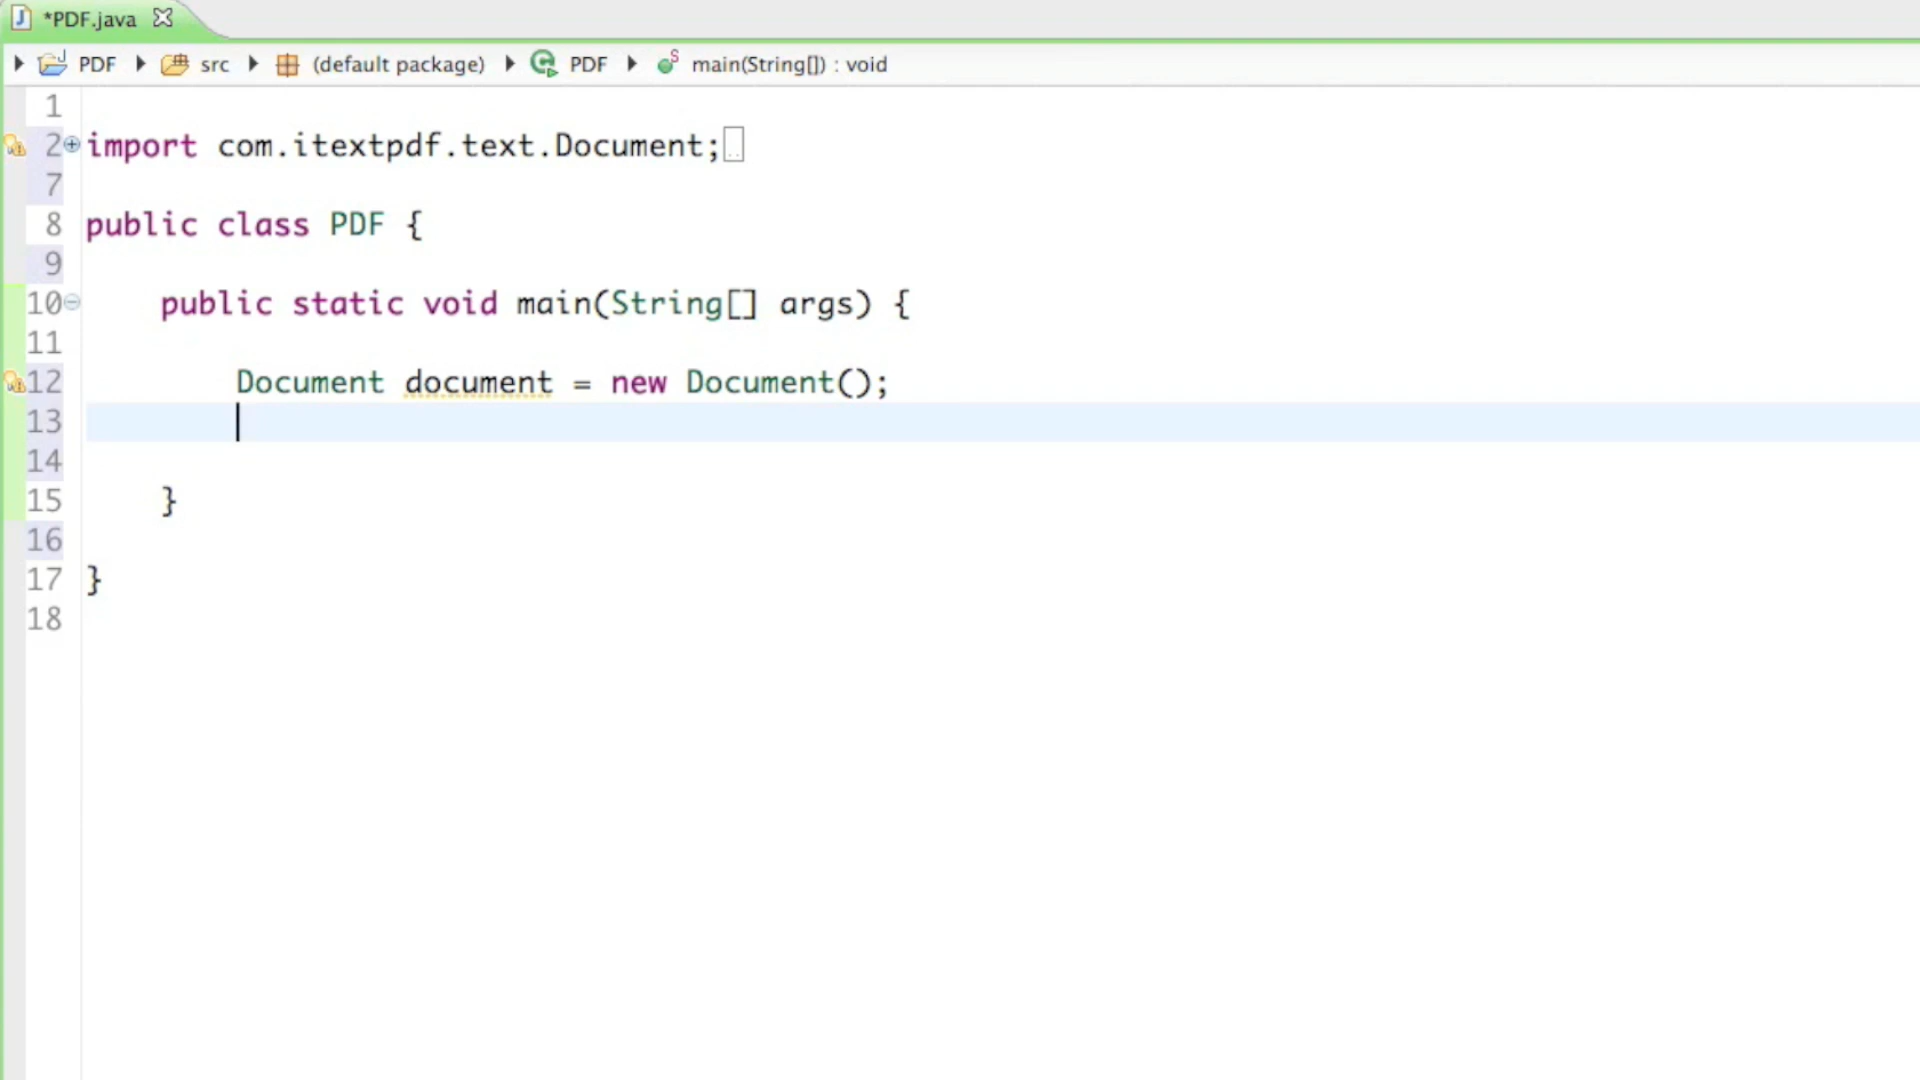 *PDF.java
PDF src (default package) PDF main(String[]) : void
1
2 import com.itextpdf.text.Document;
7
8 public class PDF {
9
10 public static void main(String[] args) {
11
12 Document document = new Document();
13
14
15 }
16
17 }
18